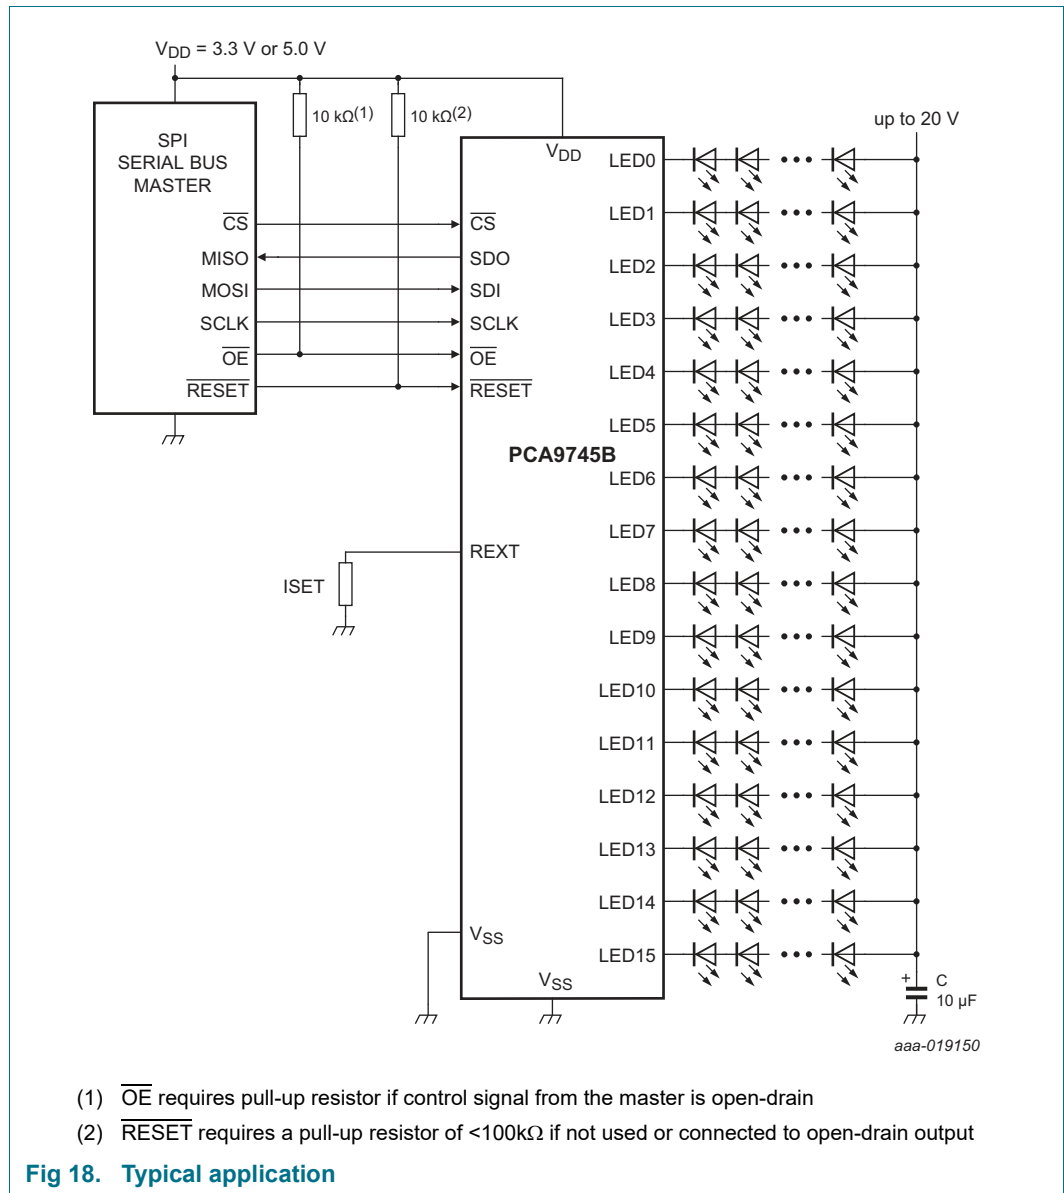 V_DD = 3.3 V or 5.0 V
10 kΩ(1)
10 kΩ(2)
up to 20 V
SPI
SERIAL BUS
MASTER
CS
MISO
MOSI
SCLK
OE
RESET
V_DD
CS
SDO
SDI
SCLK
OE
RESET
PCA9745B
REXT
ISET
V_SS
V_SS
LED0
LED1
LED2
LED3
LED4
LED5
LED6
LED7
LED8
LED9
LED10
LED11
LED12
LED13
LED14
LED15
+
C
10 µF
aaa-019150
(1) OE requires pull-up resistor if control signal from the master is open-drain
(2) RESET requires a pull-up resistor of <100kΩ if not used or connected to open-drain output
Fig 18. Typical application